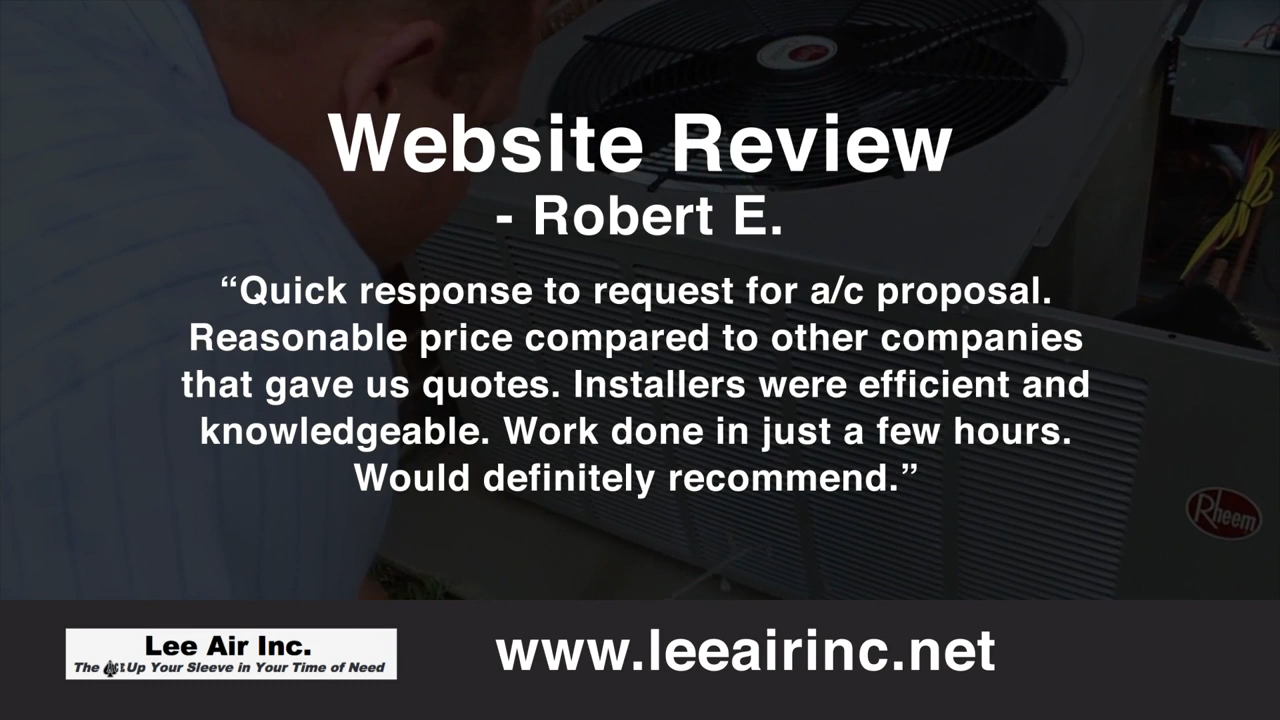 Website Review
- Robert E.
“Quick response to request for a/c proposal.
Reasonable price compared to other companies
that gave us quotes. Installers were efficient and
knowledgeable. Work done in just a few hours.
Would definitely recommend.”
Rheem
Lee Air Inc.
The Up Your Sleeve in Your Time of Need
www.leeairinc.net